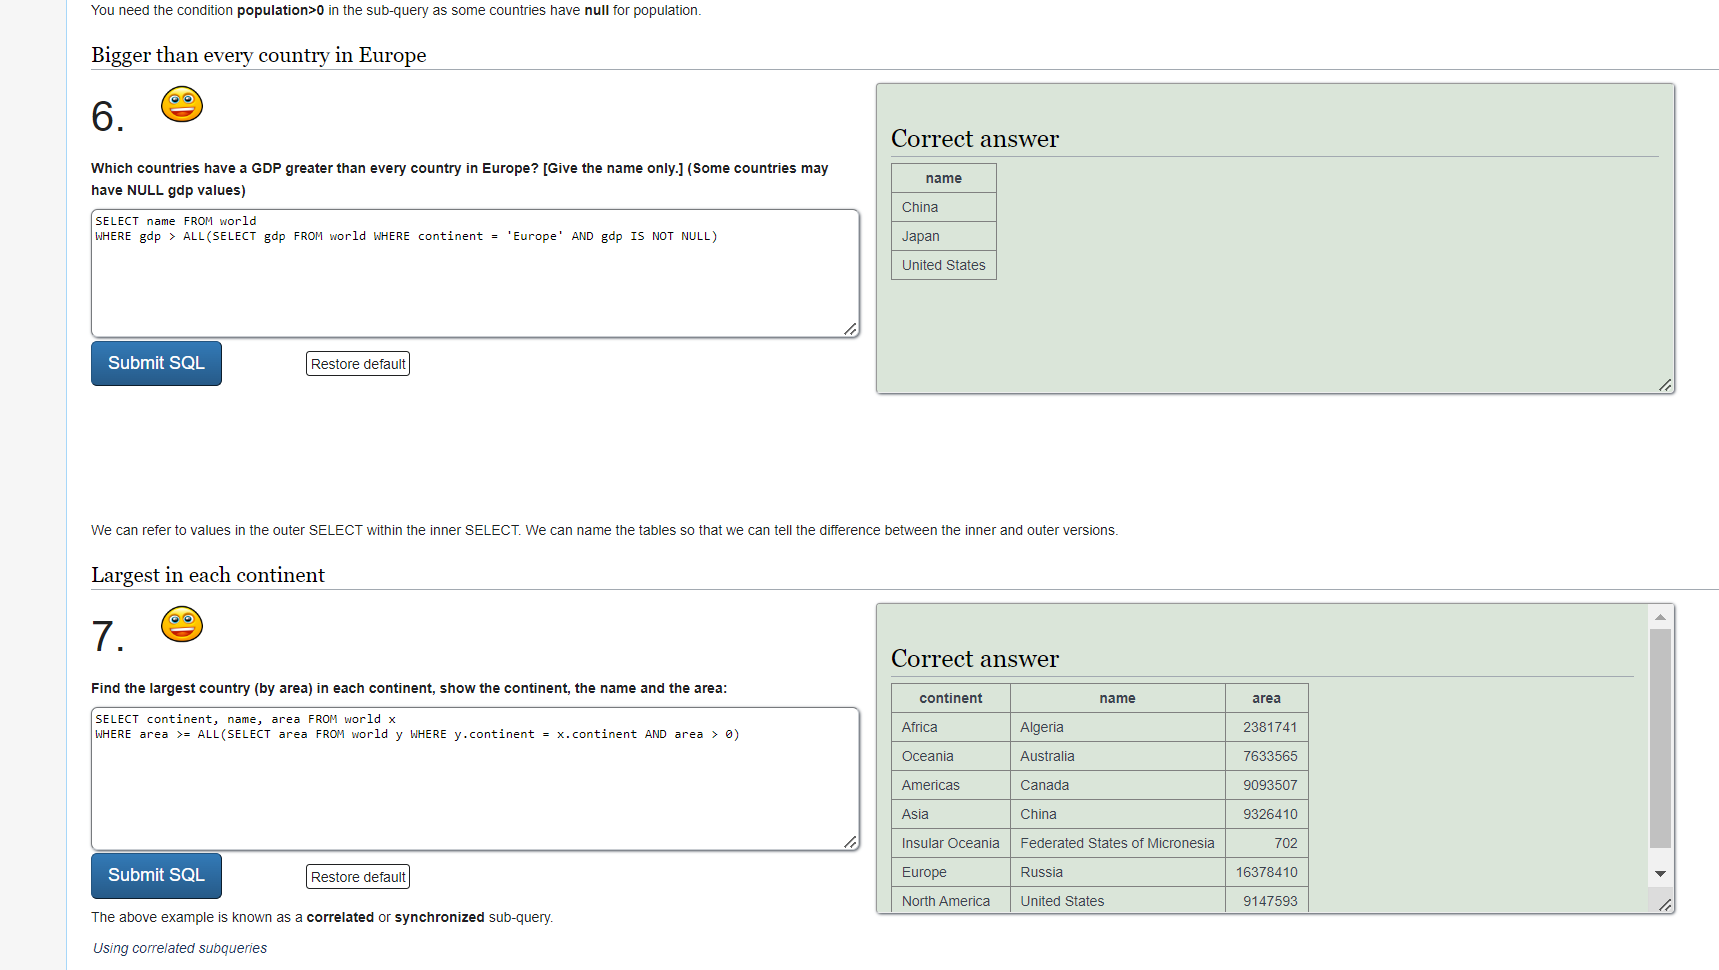 You need the condition population>0 in the sub-query as some countries have null for population.
Bigger than every country in Europe
6.
Which countries have a GDP greater than every country in Europe? [Give the name only.] (Some countries may
have NULL gdp values)
SELECT name FROM world
WHERE gdp > ALL(SELECT gdp FROM world WHERE continent = 'Europe' AND gdp IS NOT NULL)
Submit SQL
Restore default
Correct answer
name
China
Japan
United States
We can refer to values in the outer SELECT within the inner SELECT. We can name the tables so that we can tell the difference between the inner and outer versions.
Largest in each continent
7.
Find the largest country (by area) in each continent, show the continent, the name and the area:
SELECT continent, name, area FROM world x
WHERE area >= ALL(SELECT area FROM world y WHERE y.continent = x.continent AND area > 0)
Submit SQL
Restore default
Correct answer
continent name area
Africa Algeria 2381741
Oceania Australia 7633565
Americas Canada 9093507
Asia China 9326410
Insular Oceania Federated States of Micronesia 702
Europe Russia 16378410
North America United States 9147593
The above example is known as a correlated or synchronized sub-query.
Using correlated subqueries